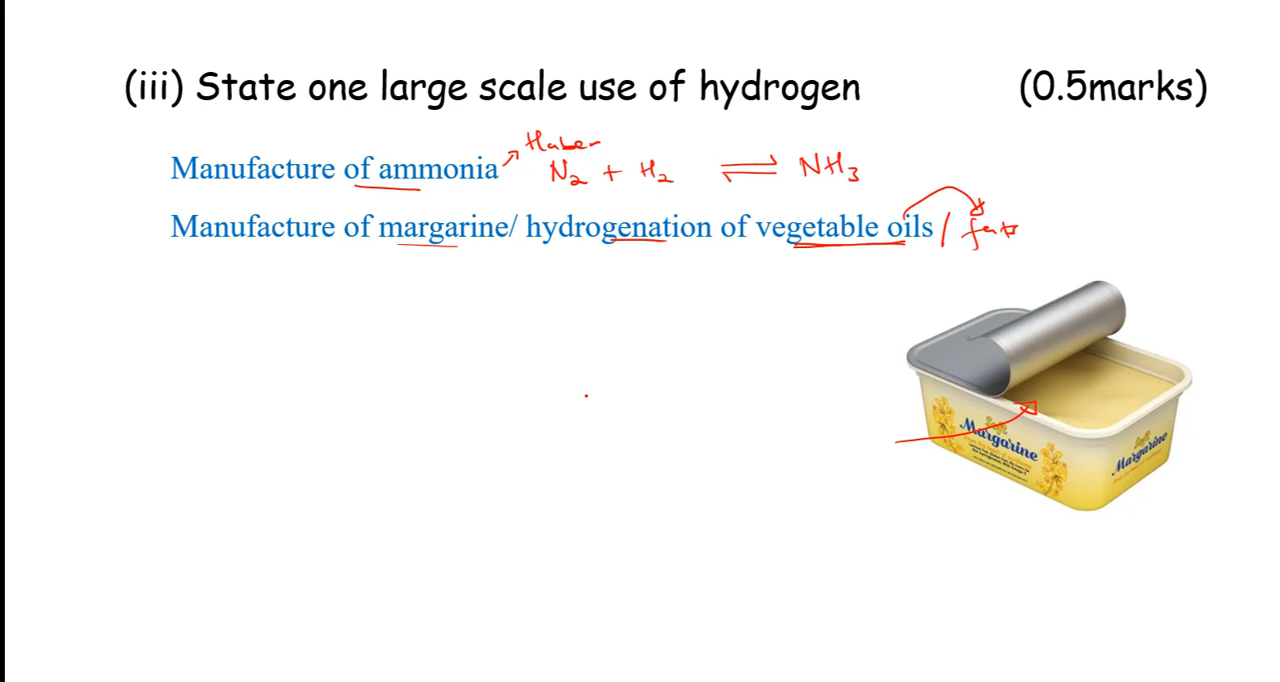 (iii) State one large scale use of hydrogen (0.5marks)
Haber
Manufacture of ammonia N₂ + H₂ ⇌ NH₃
Manufacture of margarine/ hydrogenation of vegetable oils / fats
Margarine
Soft
Margarine